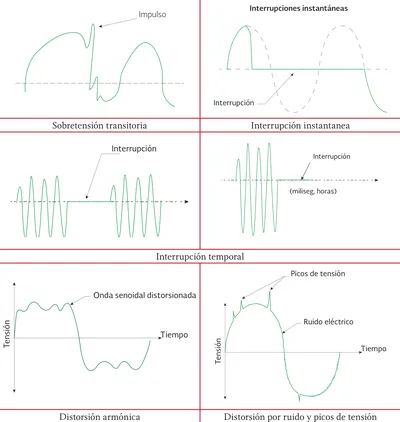 Impulso
Sobretensión transitoria
Interrupciones instantáneas
Interrupción
Interrupción instantanea
Interrupción
Interrupción
(miliseg, horas)
Interrupción temporal
Onda senoidal distorsionada
Tensión
Tiempo
Distorsión armónica
Picos de tensión
Ruido eléctrico
Tensión
Tiempo
Distorsión por ruido y picos de tensión